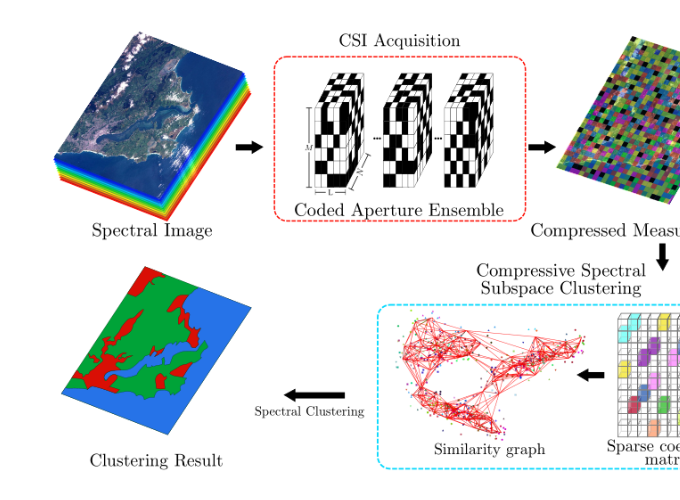 CSI Acquisition
M
N
L
... ...
Coded Aperture Ensemble
Spectral Image
Compressed Measu
Compressive Spectral
Subspace Clustering
Spectral Clustering
Similarity graph
Sparse coe
matr
Clustering Result